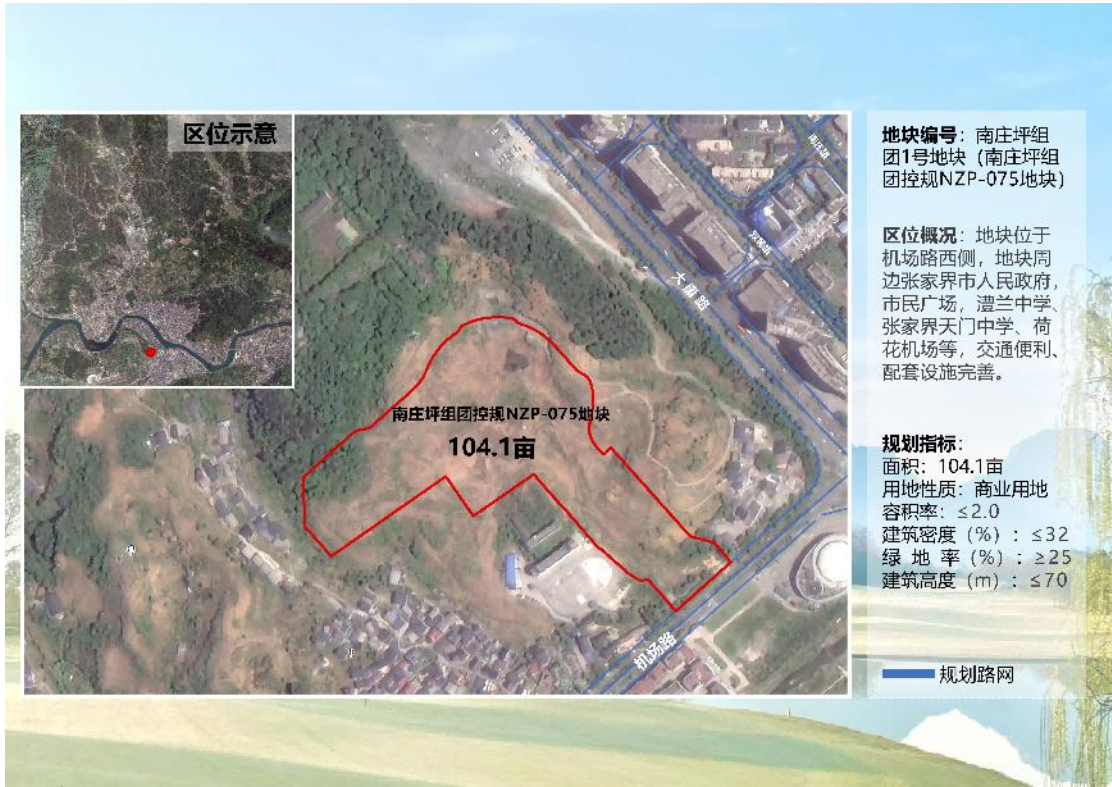 区位示意
南庄坪组团控规NZP-075地块
104.1亩
大庸路
机场路
地块编号：南庄坪组
团1号地块（南庄坪组
团控规NZP-075地块）
区位概况：地块位于
机场路西侧，地块周
边张家界市人民政府，
市民广场，澧兰中学、
张家界天门中学、荷
花机场等，交通便利、
配套设施完善。
规划指标：
面积：104.1亩
用地性质：商业用地
容积率：≤2.0
建筑密度（%）：≤32
绿 地 率（%）：≥25
建筑高度（m）：≤70
规划路网